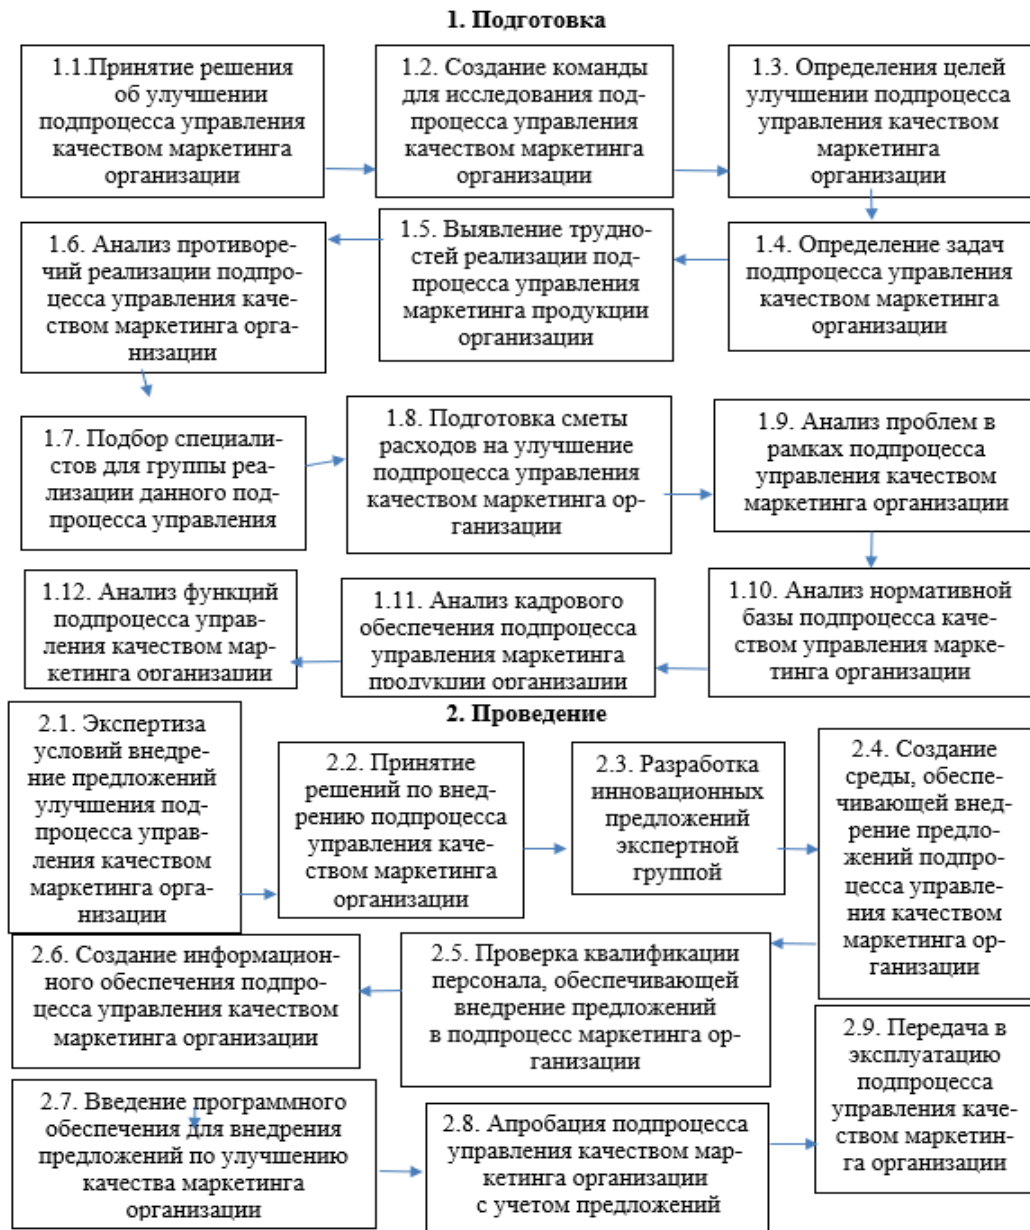 1. Подготовка
1.1.Принятие решения
об улучшении
подпроцесса управления
качеством маркетинга
организации
1.2. Создание команды
для исследования под-
процесса управления
качеством маркетинга
организации
1.3. Определения целей
улучшении подпроцесса
управления качеством
маркетинга
организации
1.4. Определение задач
подпроцесса управления
качеством маркетинга
организации
1.5. Выявление трудно-
стей реализации под-
процесса управления
маркетинга продукции
организации
1.6. Анализ противоре-
чий реализации подпро-
цесса управления каче-
ством маркетинга орга-
низации
1.7. Подбор специали-
стов для группы реа-
лизации данного под-
процесса управления
1.8. Подготовка сметы
расходов на улучшение
подпроцесса управления
качеством маркетинга ор-
ганизации
1.9. Анализ проблем в
рамках подпроцесса
управления качеством
маркетинга организации
1.10. Анализ нормативной
базы подпроцесса каче-
ством управления марке-
тинга организации
1.11. Анализ кадрового
обеспечения подпроцесса
управления маркетинга
продукции организации
1.12. Анализ функций
подпроцесса управ-
ления качеством мар-
кетинга организации
2. Проведение
2.1. Экспертиза
условий внедре-
ние предложений
улучшения под-
процесса управ-
ления качеством
маркетинга орга-
низации
2.2. Принятие
решений по внед-
рению подпроцесса
управления каче-
ством маркетинга
организации
2.3. Разработка
инновационных
предложений
экспертной
группой
2.4. Создание
среды, обеспе-
чивающей внед-
рение предло-
жений подпро-
цесса управле-
ния качеством
маркетинга ор-
ганизации
2.5. Проверка квалификации
персонала, обеспечивающей
внедрение предложений
в подпроцесс маркетинга ор-
ганизации
2.6. Создание информацион-
ного обеспечения подпро-
цесса управления качеством
маркетинга организации
2.7. Введение программного
обеспечения для внедрения
предложений по улучшению
качества маркетинга
организации
2.8. Апробация подпроцесса
управления качеством мар-
кетинга организации
с учетом предложений
2.9. Передача в
эксплуатацию
подпроцесса
управления каче-
ством маркетин-
га организации